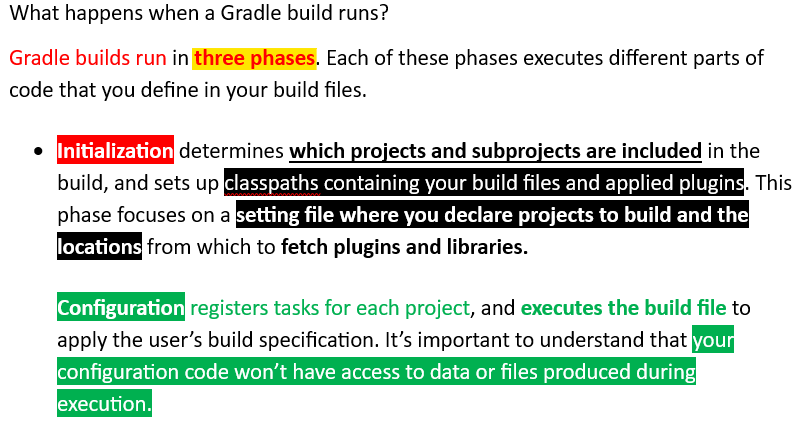 What happens when a Gradle build runs?
Gradle builds run in three phases. Each of these phases executes different parts of
code that you define in your build files.
• Initialization determines which projects and subprojects are included in the
build, and sets up classpaths containing your build files and applied plugins. This
phase focuses on a setting file where you declare projects to build and the
locations from which to fetch plugins and libraries.
Configuration registers tasks for each project, and executes the build file to
apply the user’s build specification. It’s important to understand that your
configuration code won’t have access to data or files produced during
execution.